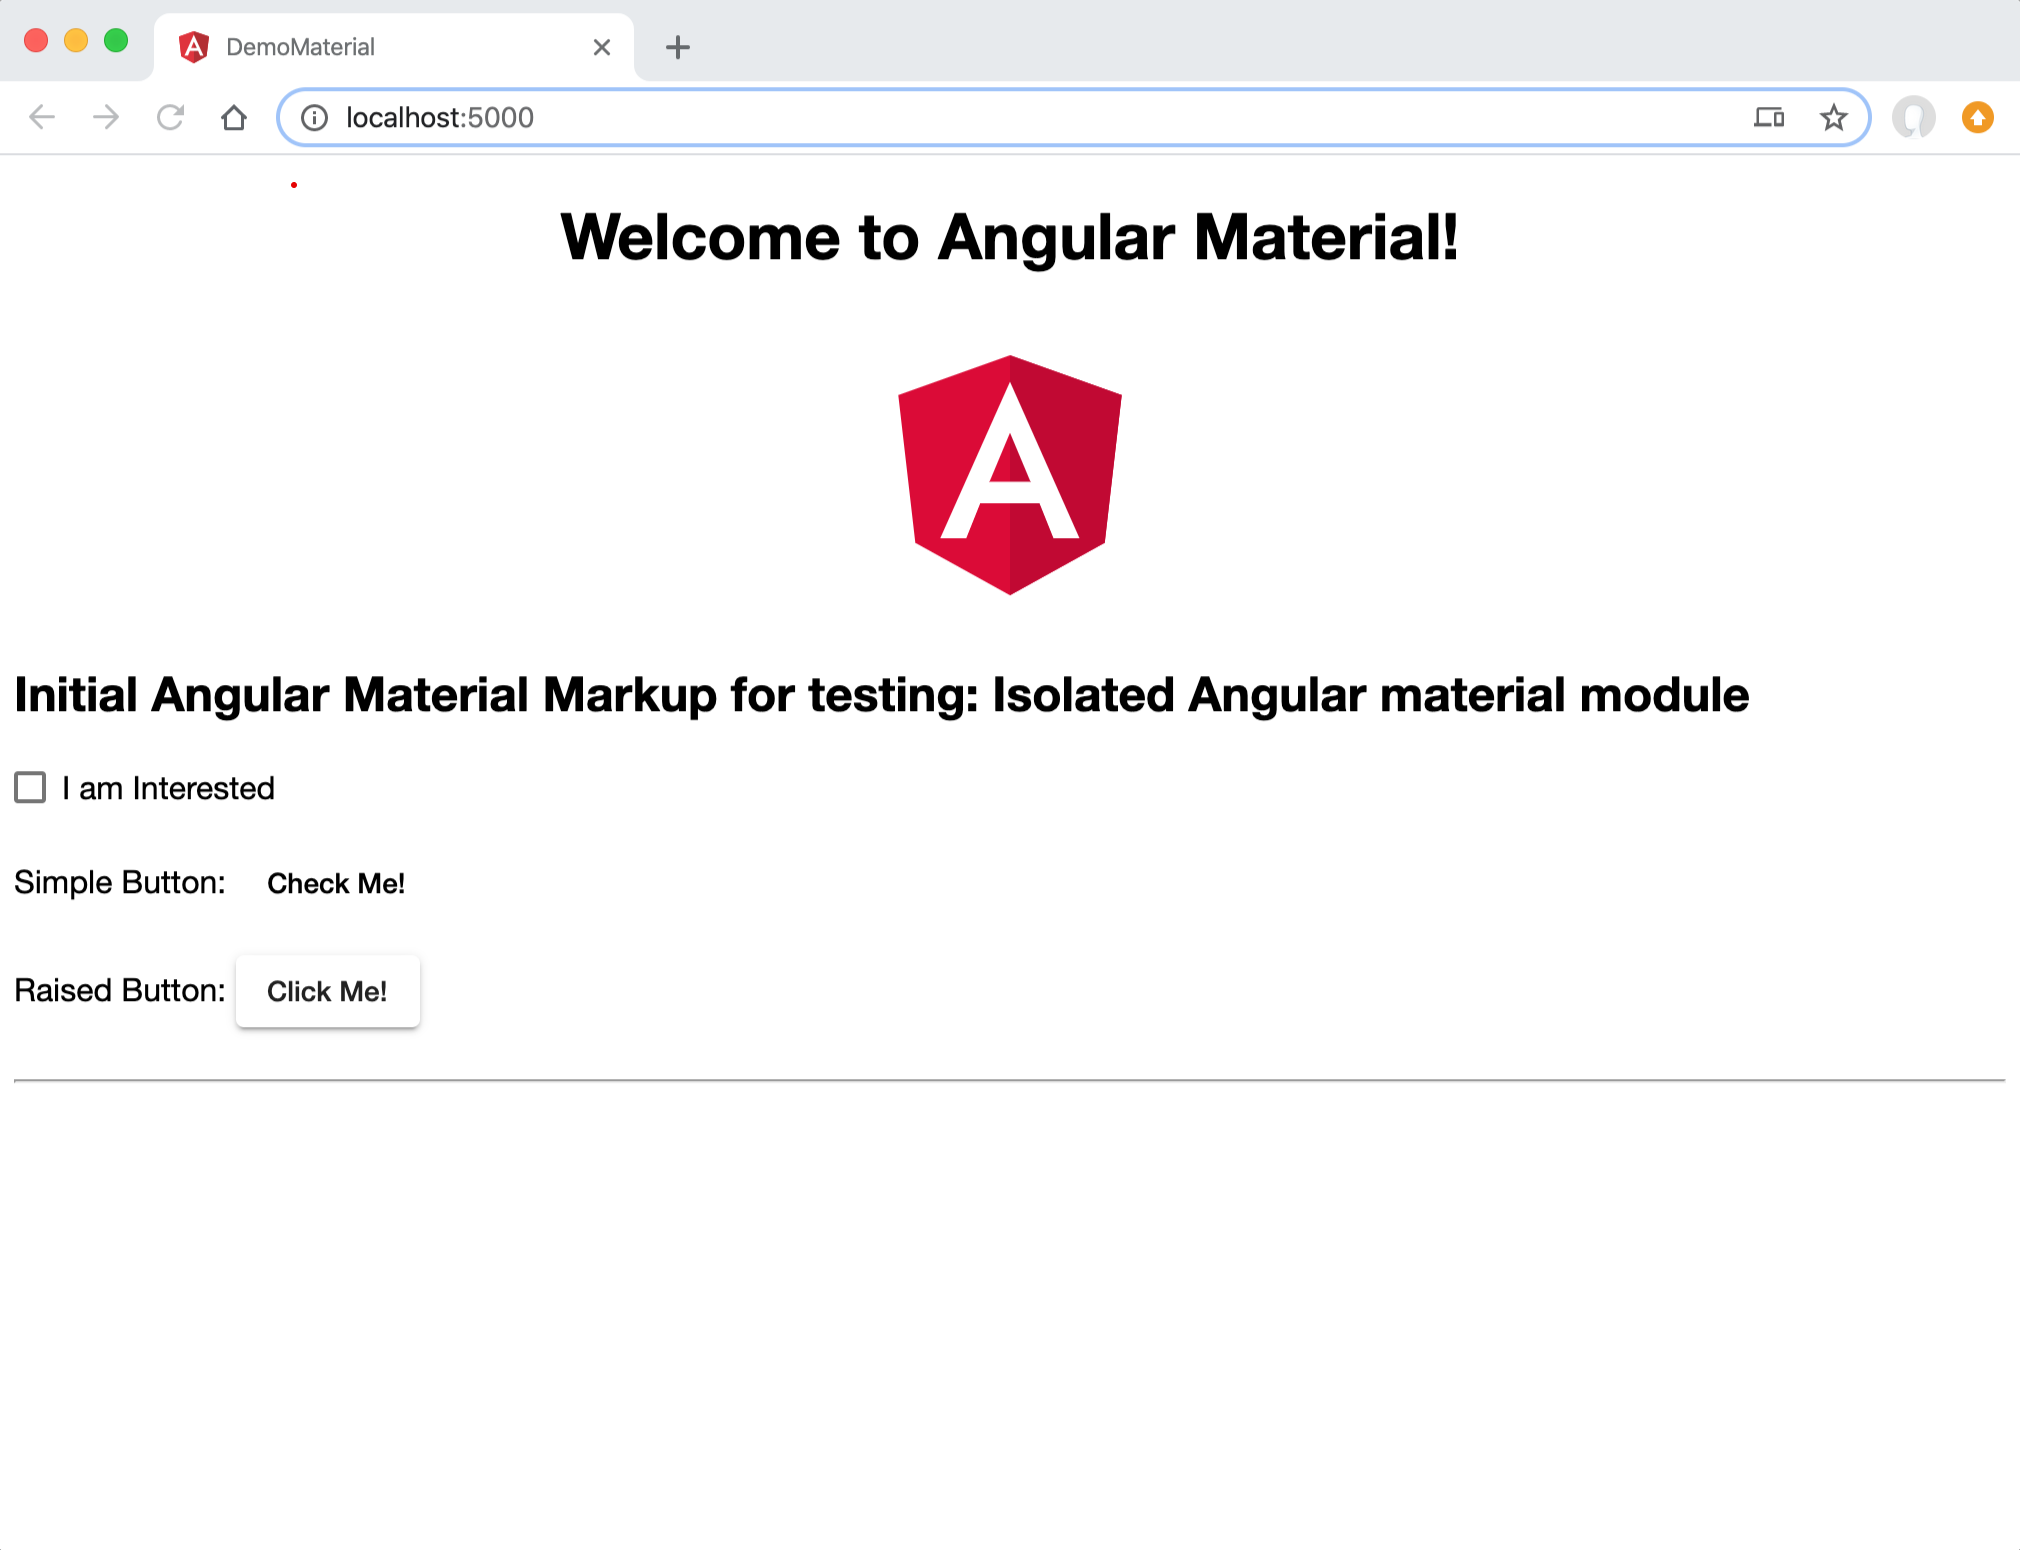 DemoMaterial
localhost:5000
Welcome to Angular Material!
A
Initial Angular Material Markup for testing: Isolated Angular material module
I am Interested
Simple Button: Check Me!
Raised Button: Click Me!